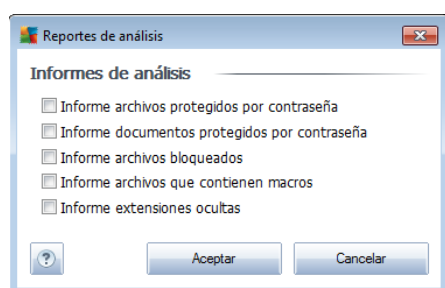 Reportes de análisis
Informes de análisis
Informe archivos protegidos por contraseña
Informe documentos protegidos por contraseña
Informe archivos bloqueados
Informe archivos que contienen macros
Informe extensiones ocultas
?
Aceptar
Cancelar